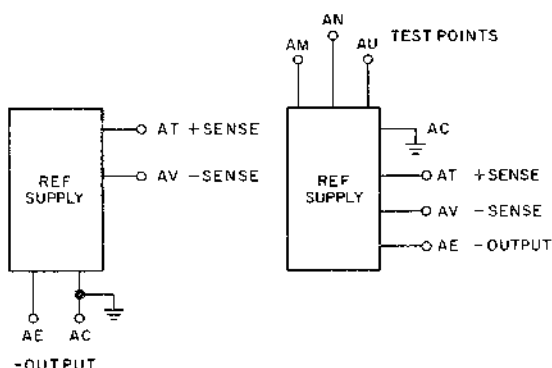 REF
SUPPLY
AT +SENSE
AV -SENSE
AE
AC
-OUTPUT
AM
AN
AU
TEST POINTS
REF
SUPPLY
AC
AT +SENSE
AV -SENSE
AE -OUTPUT